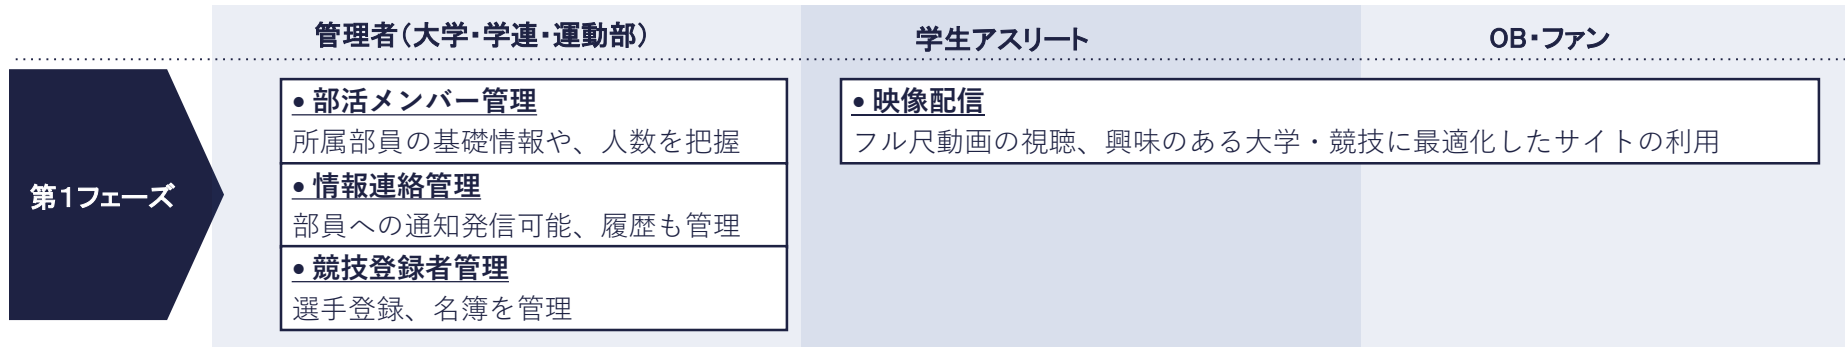 管理者（大学・学連・運動部）
学生アスリート
OB・ファン
第1フェーズ
• 部活メンバー管理
所属部員の基礎情報や、人数を把握
• 情報連絡管理
部員への通知発信可能、履歴も管理
• 競技登録者管理
選手登録、名簿を管理
• 映像配信
フル尺動画の視聴、興味のある大学・競技に最適化したサイトの利用